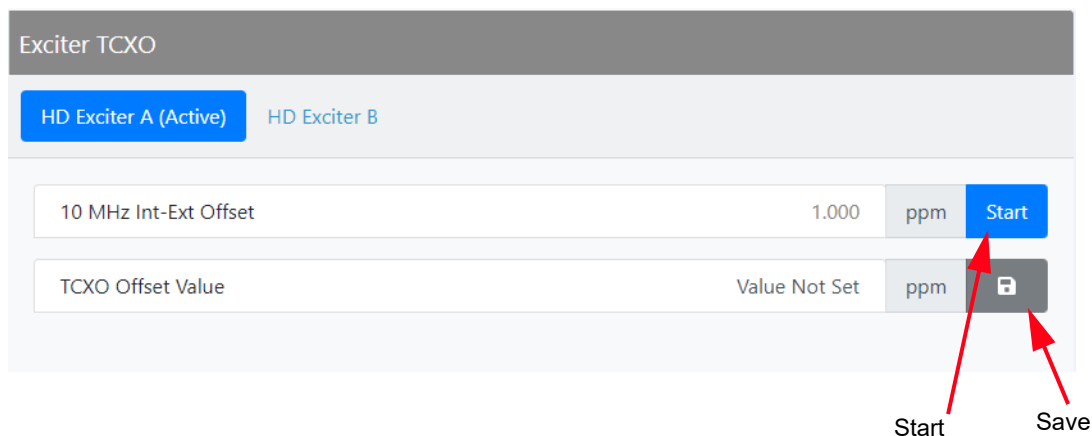 Exciter TCXO
HD Exciter A (Active) HD Exciter B
10 MHz Int-Ext Offset 1.000 ppm Start
TCXO Offset Value Value Not Set ppm
Start Save